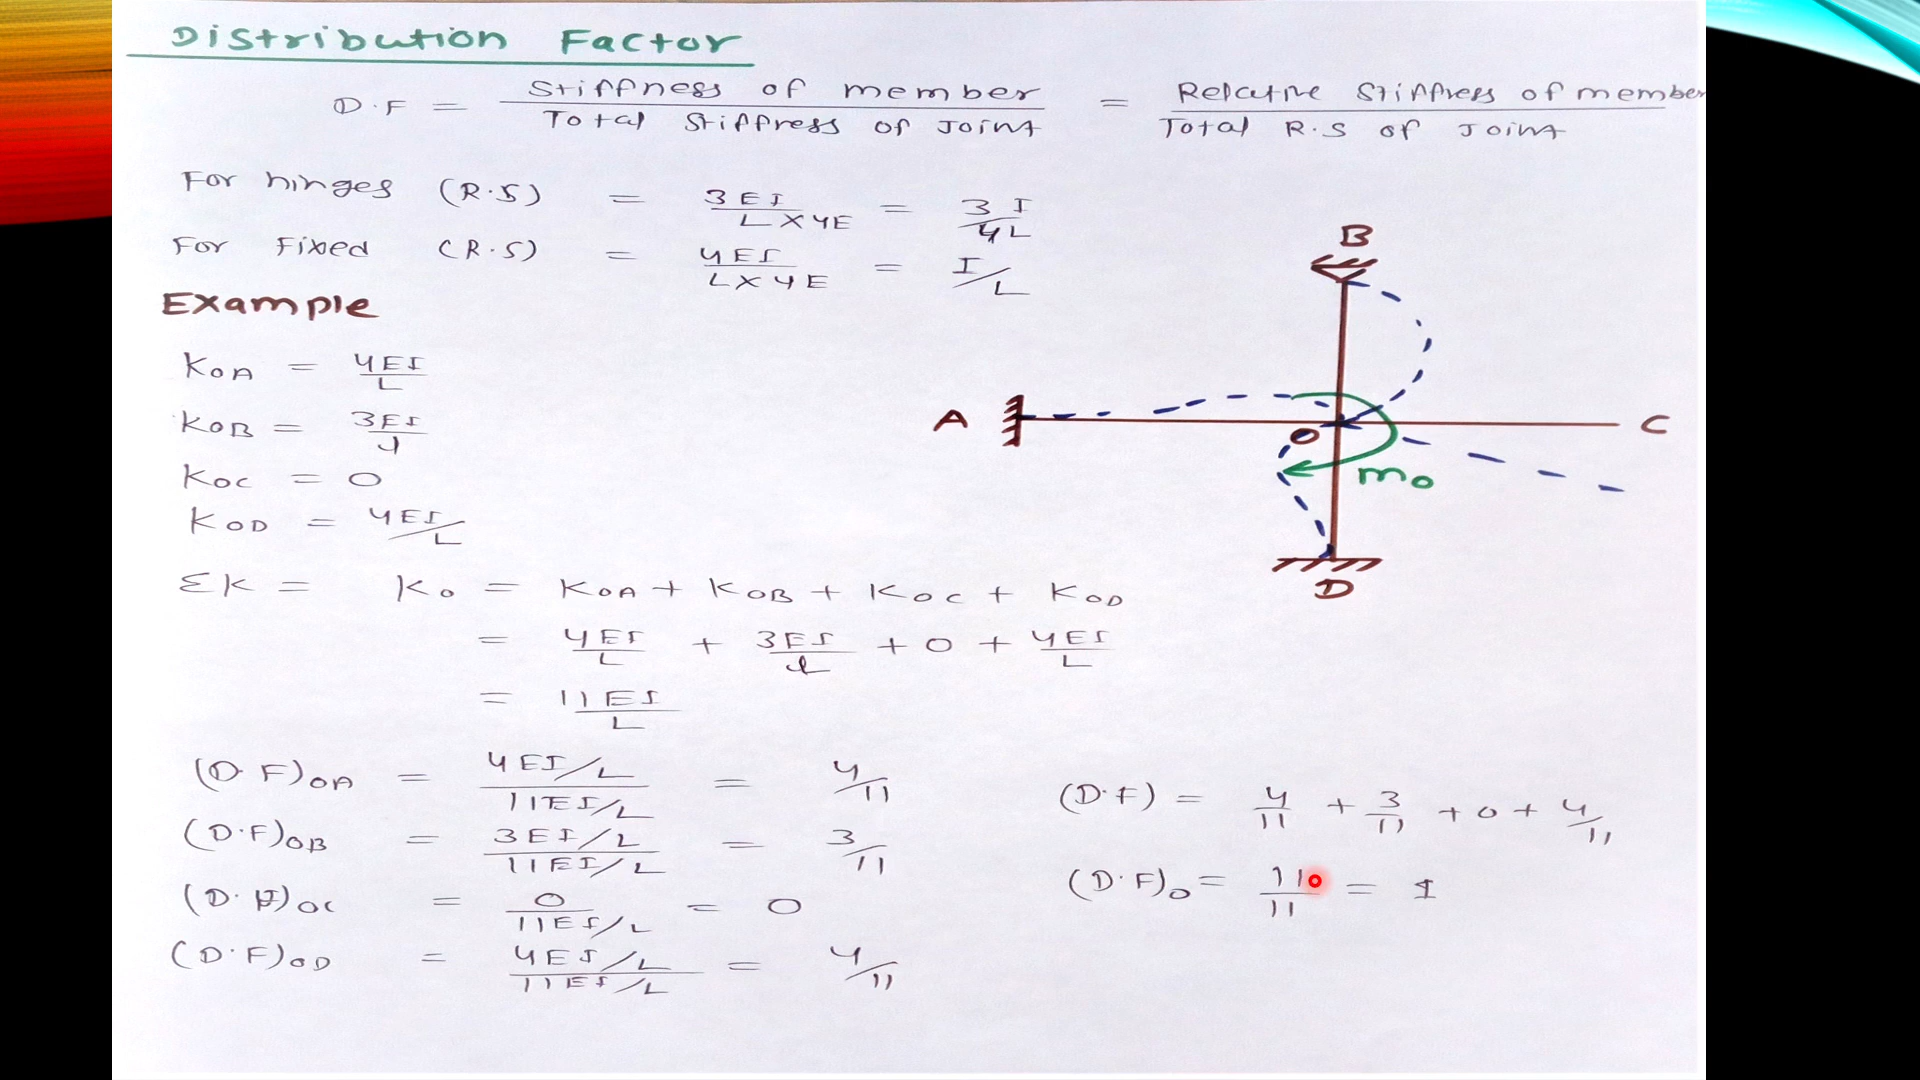 Distribution Factor
D.F = Stiffness of member / Total Stiffness of Joint = Relative Stiffness of member / Total R.S of Joint
For hinges (R.S) = 3EI / L×4E = 3/4 I/L
For Fixed (R.S) = 4EI / L×4E = I/L
Example
KOA = 4EI/L
KOB = 3EI/L
KOC = 0
KOD = 4EI/L
B
A
O
C
mo
D
ΣK = Ko = KOA + KOB + KOC + KOD
= 4EI/L + 3EI/L + 0 + 4EI/L
= 11EI/L
(D.F)OA = 4EI/L / 11EI/L = 4/11
(D.F)OB = 3EI/L / 11EI/L = 3/11
(D.F)OC = 0 / 11EI/L = 0
(D.F)OD = 4EI/L / 11EI/L = 4/11
(D.F) = 4/11 + 3/11 + 0 + 4/11
(D.F)O = 11/11 = 1